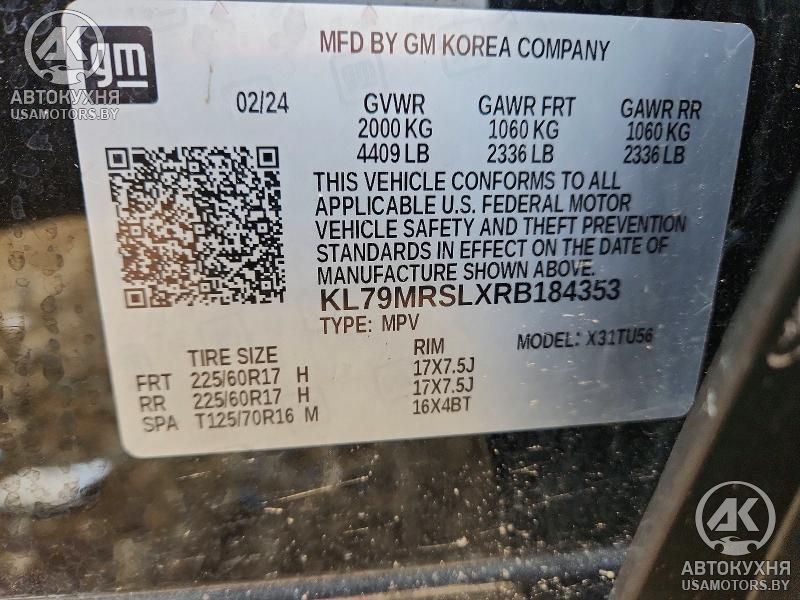 gm
MFD BY GM KOREA COMPANY
02/24 GVWR GAWR FRT GAWR RR
2000 KG 1060 KG 1060 KG
4409 LB 2336 LB 2336 LB
THIS VEHICLE CONFORMS TO ALL
APPLICABLE U.S. FEDERAL MOTOR
VEHICLE SAFETY AND THEFT PREVENTION
STANDARDS IN EFFECT ON THE DATE OF
MANUFACTURE SHOWN ABOVE.
KL79MRSLXRB184353
TYPE: MPV MODEL: X31TU56
TIRE SIZE RIM
FRT 225/60R17 H 17X7.5J
RR 225/60R17 H 17X7.5J
SPA T125/70R16 M 16X4BT
АК
АВТОКУХНЯ
USAMOTORS.BY
АК
АВТОКУХНЯ
USAMOTORS.BY